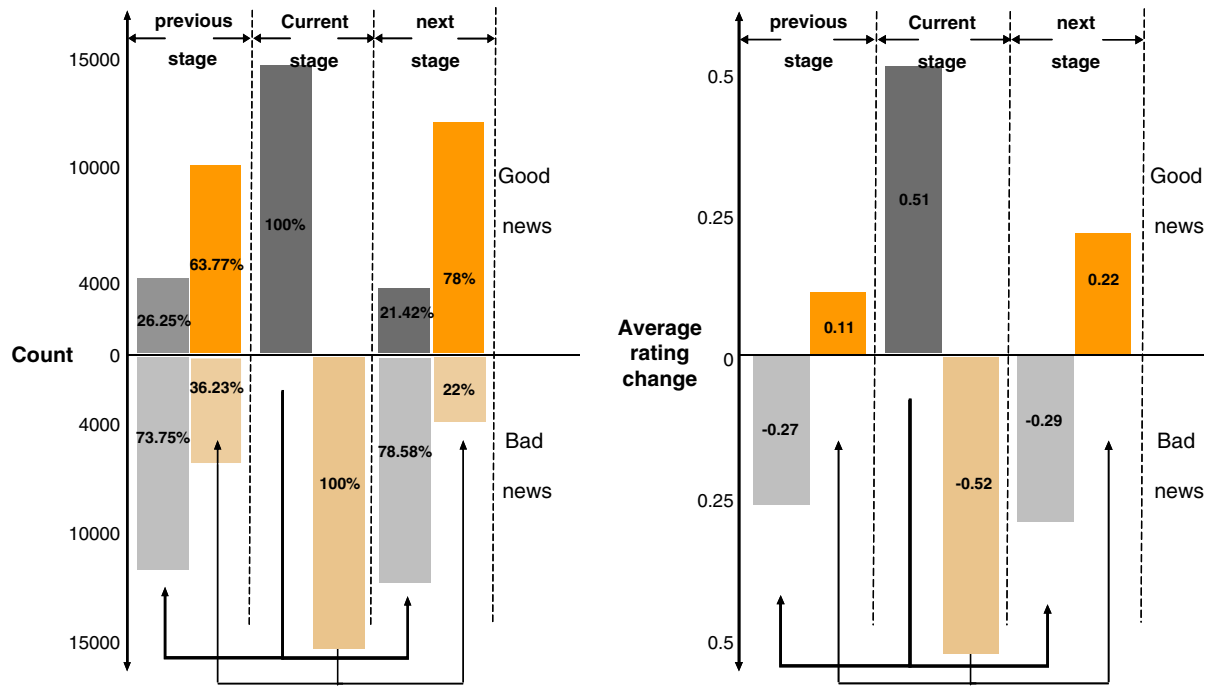 previous
stage
Current
stage
next
stage
15000
10000
4000
0
4000
10000
15000
Count
26.25%
63.77%
100%
21.42%
78%
73.75%
36.23%
100%
78.58%
22%
Good
news
Bad
news
previous
stage
Current
stage
next
stage
0.5
0.25
0
0.25
0.5
Average
rating
change
0.11
0.51
0.22
-0.27
-0.52
-0.29
Good
news
Bad
news